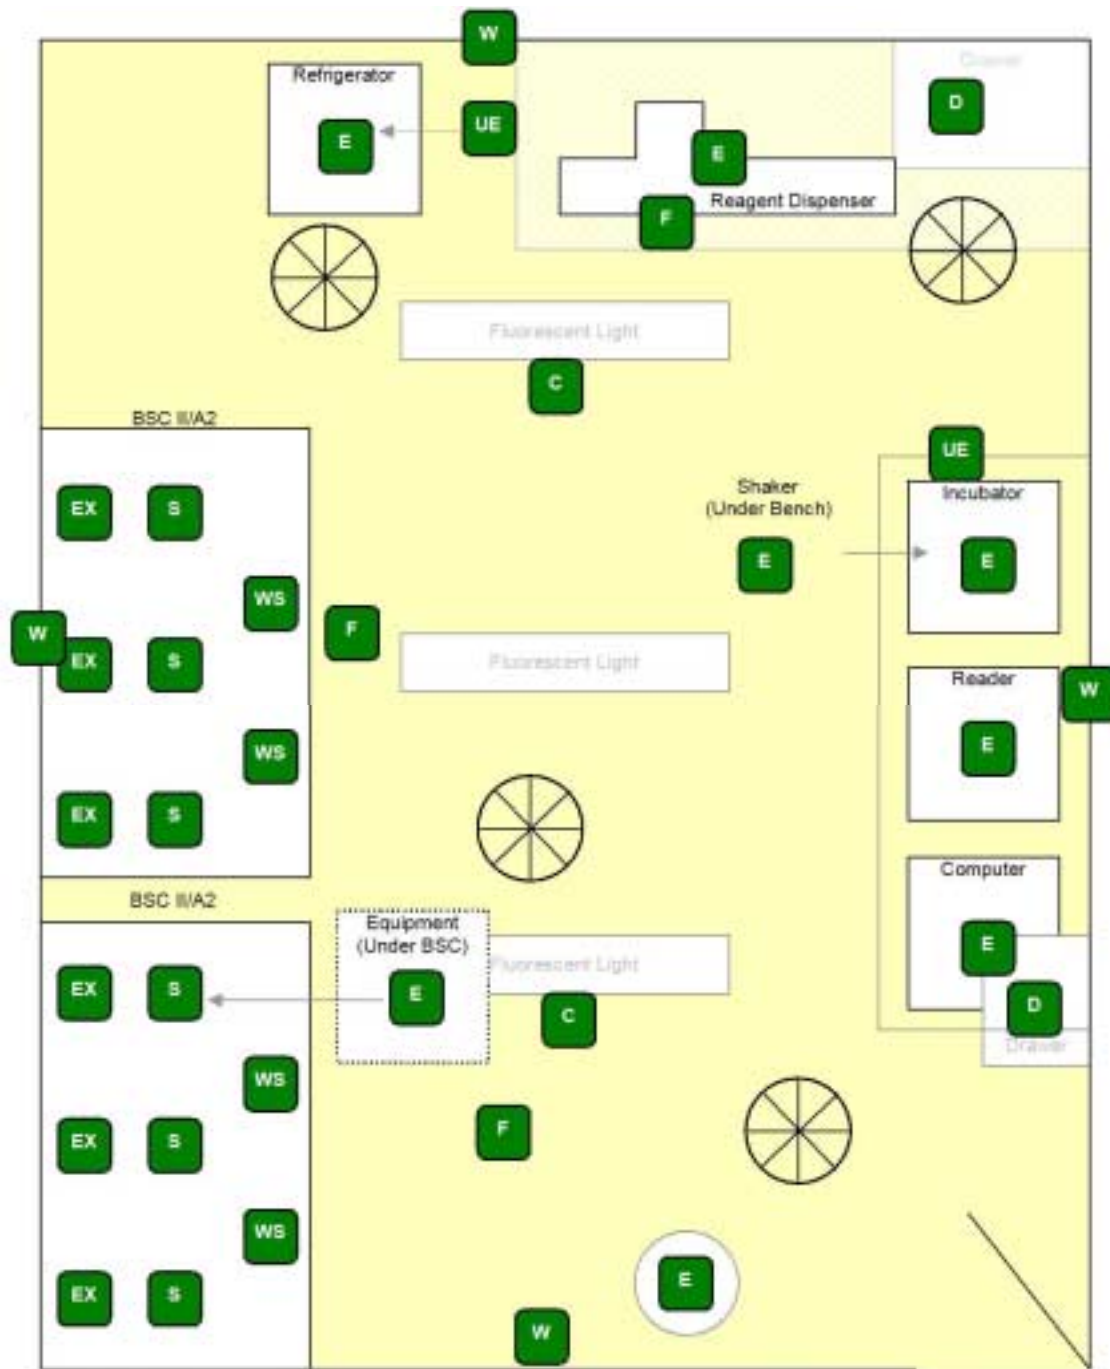 W
Refrigerator
Drawer
D
UE
E
E
Reagent Dispenser
F
Fluorescent Light
C
BSC II/A2
UE
Shaker
(Under Bench)
Incubator
EX
S
E
E
WS
F
W
EX
S
Fluorescent Light
Reader
W
WS
E
EX
S
Computer
BSC II/A2
Equipment
(Under BSC)
E
Fluorescent Light
EX
S
E
C
D
Drawer
WS
F
EX
S
WS
E
EX
S
W